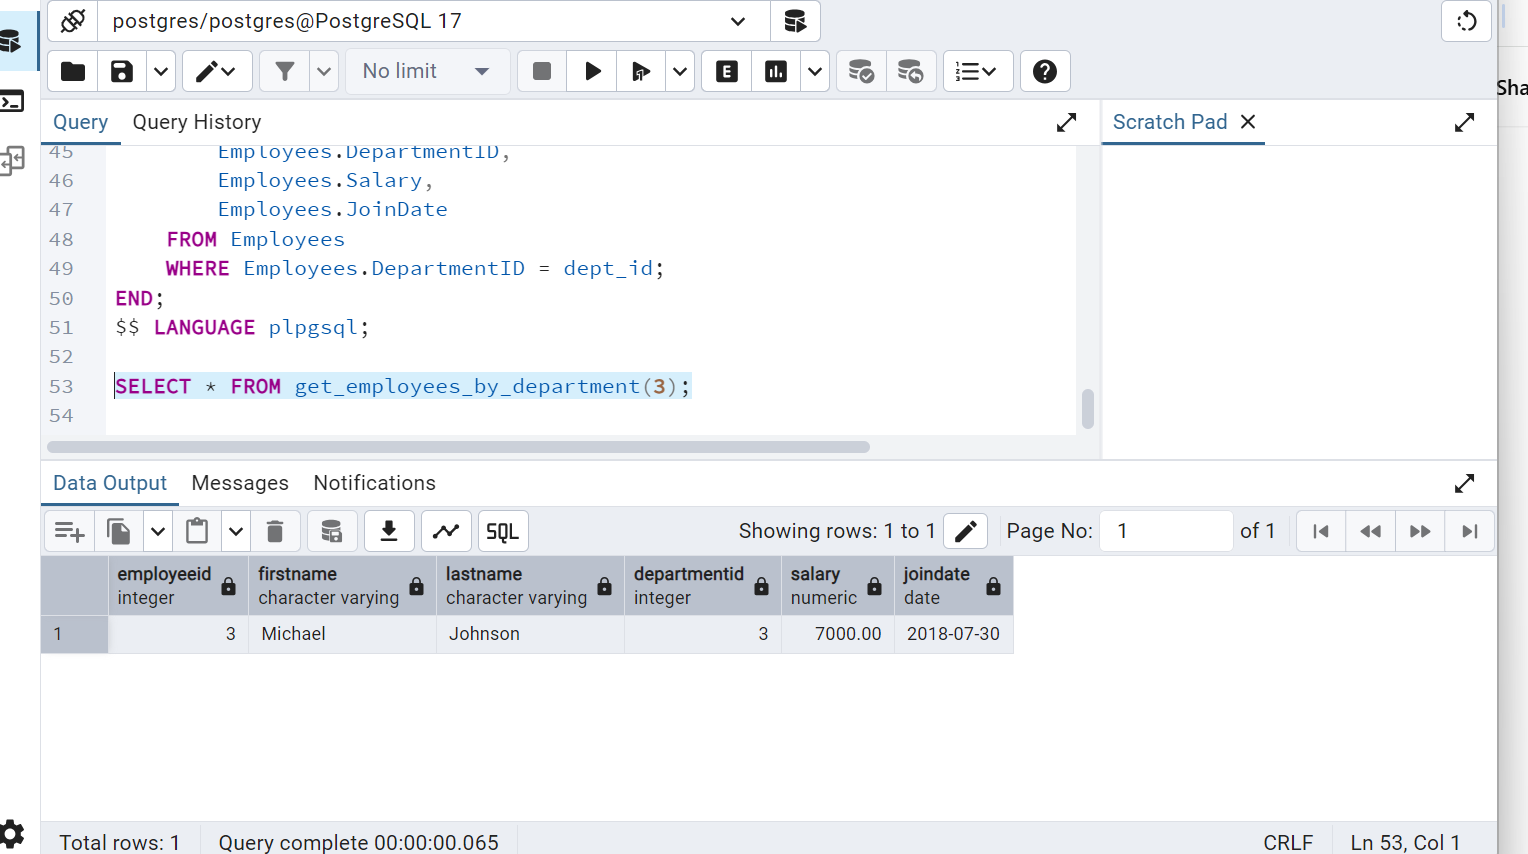 postgres/postgres@PostgreSQL 17
No limit
E
Sha
Query Query History
Scratch Pad
45 Employees.DepartmentID,
46 Employees.Salary,
47 Employees.JoinDate
48 FROM Employees
49 WHERE Employees.DepartmentID = dept_id;
50 END;
51 $$ LANGUAGE plpgsql;
52
53 SELECT * FROM get_employees_by_department(3);
54
Data Output Messages Notifications
SQL Showing rows: 1 to 1 Page No: 1 of 1
employeeid firstname lastname departmentid salary joindate
integer character varying character varying integer numeric date
1 3 Michael Johnson 3 7000.00 2018-07-30
Total rows: 1 Query complete 00:00:00.065 CRLF Ln 53, Col 1